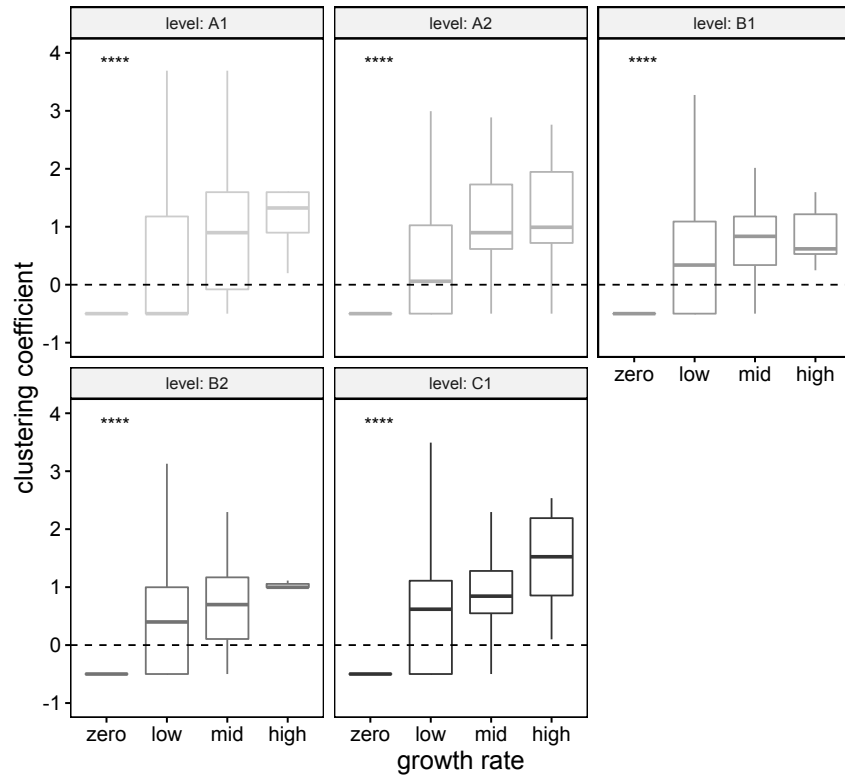 level: A1
level: A2
level: B1
4
3
2
1
0
-1
****
****
****
zero low mid high
level: B2
level: C1
4
3
2
1
0
-1
****
****
zero low mid high
zero low mid high
clustering coefficient
growth rate